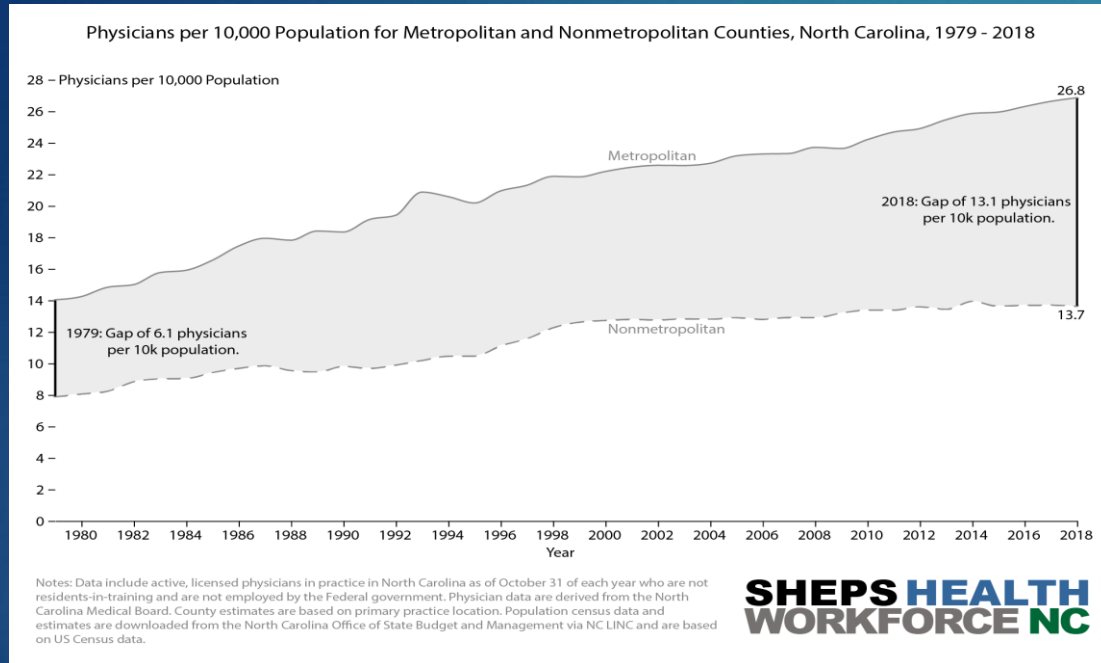 Physicians per 10,000 Population for Metropolitan and Nonmetropolitan Counties, North Carolina, 1979 - 2018
28 Physicians per 10,000 Population
26.8
26
24
Metropolitan
22
20
2018: Gap of 13.1 physicians
per 10k population.
18
16
14
13.7
1979: Gap of 6.1 physicians
per 10k population.
Nonmetropolitan
12
10
8
6
4
2
0
1980 1982 1984 1986 1988 1990 1992 1994 1996 1998 2000 2002 2004 2006 2008 2010 2012 2014 2016 2018
Year
Notes: Data include active, licensed physicians in practice in North Carolina as of October 31 of each year who are not
residents-in-training and are not employed by the Federal government. Physician data are derived from the North
Carolina Medical Board. County estimates are based on primary practice location. Population census data and
estimates are downloaded from the North Carolina Office of State Budget and Management via NC LINC and are based
on US Census data.
SHEPS HEALTH
WORKFORCE NC